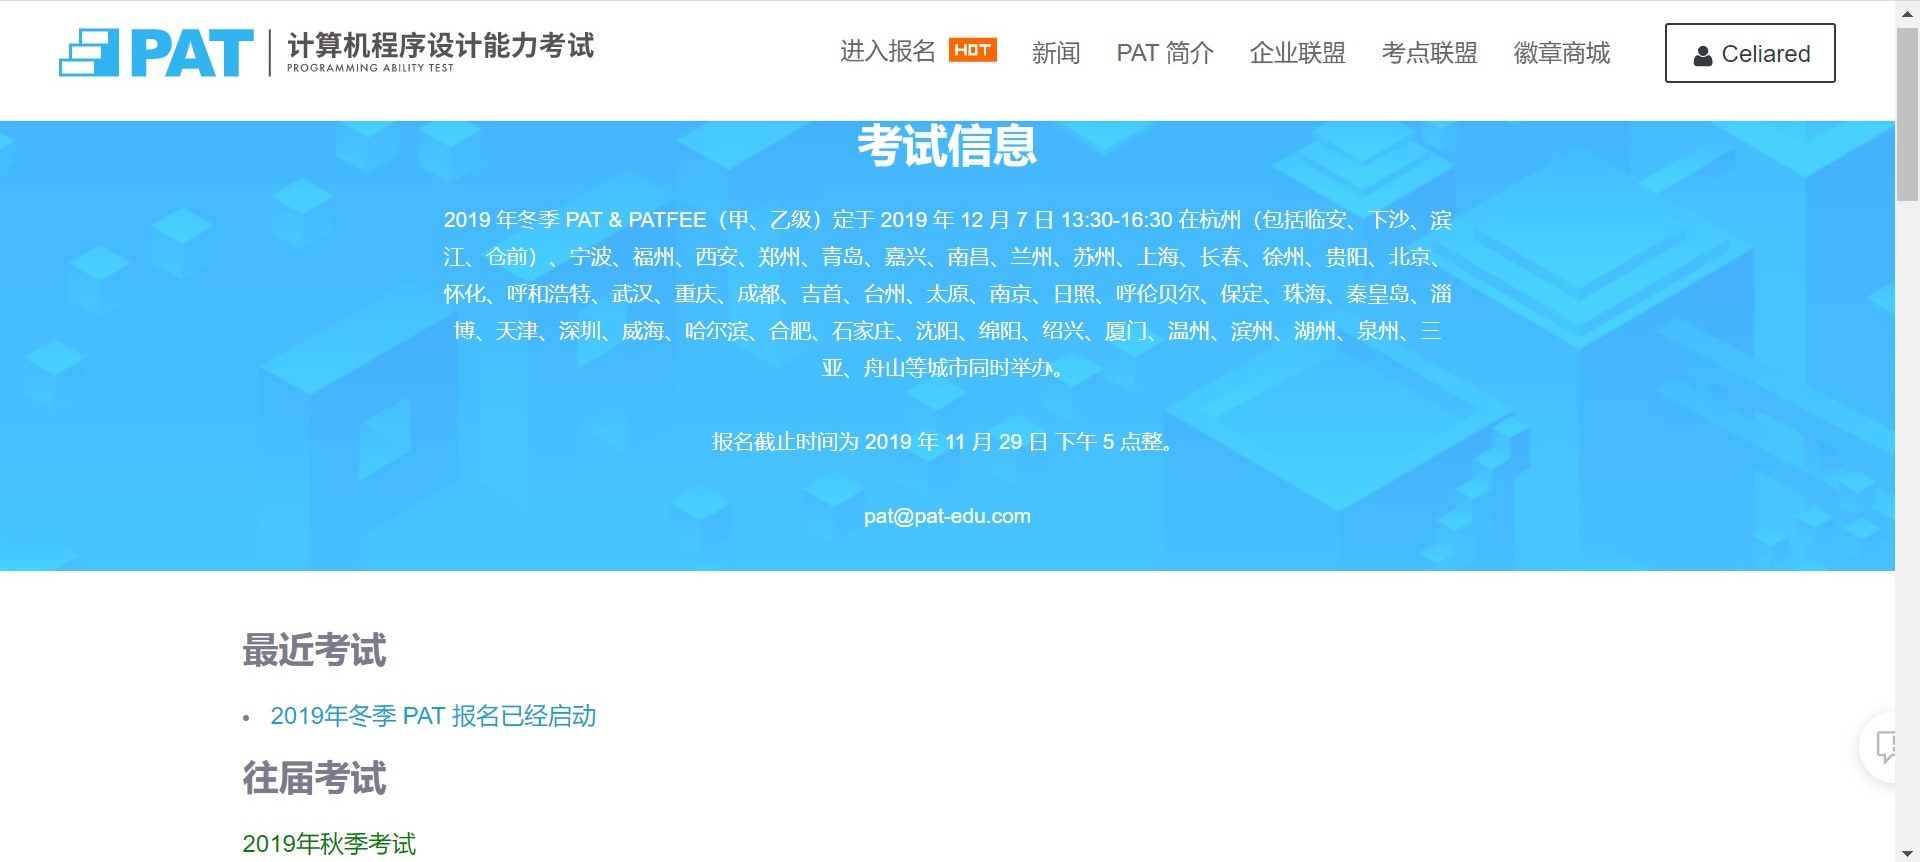 PAT 计算机程序设计能力考试
PROGRAMMING ABILITY TEST
进入报名 HOT 新闻 PAT 简介 企业联盟 考点联盟 徽章商城 Celiared
考试信息
2019 年冬季 PAT & PATFEE（甲、乙级）定于 2019 年 12 月 7 日 13:30-16:30 在杭州（包括临安、下沙、滨
江、仓前）、宁波、福州、西安、郑州、青岛、嘉兴、南昌、兰州、苏州、上海、长春、徐州、贵阳、北京、
怀化、呼和浩特、武汉、重庆、成都、吉首、台州、太原、南京、日照、呼伦贝尔、保定、珠海、秦皇岛、淄
博、天津、深圳、威海、哈尔滨、合肥、石家庄、沈阳、绵阳、绍兴、厦门、温州、滨州、湖州、泉州、三
亚、舟山等城市同时举办。
报名截止时间为 2019 年 11 月 29 日 下午 5 点整。
pat@pat-edu.com
最近考试
• 2019年冬季 PAT 报名已经启动
往届考试
2019年秋季考试